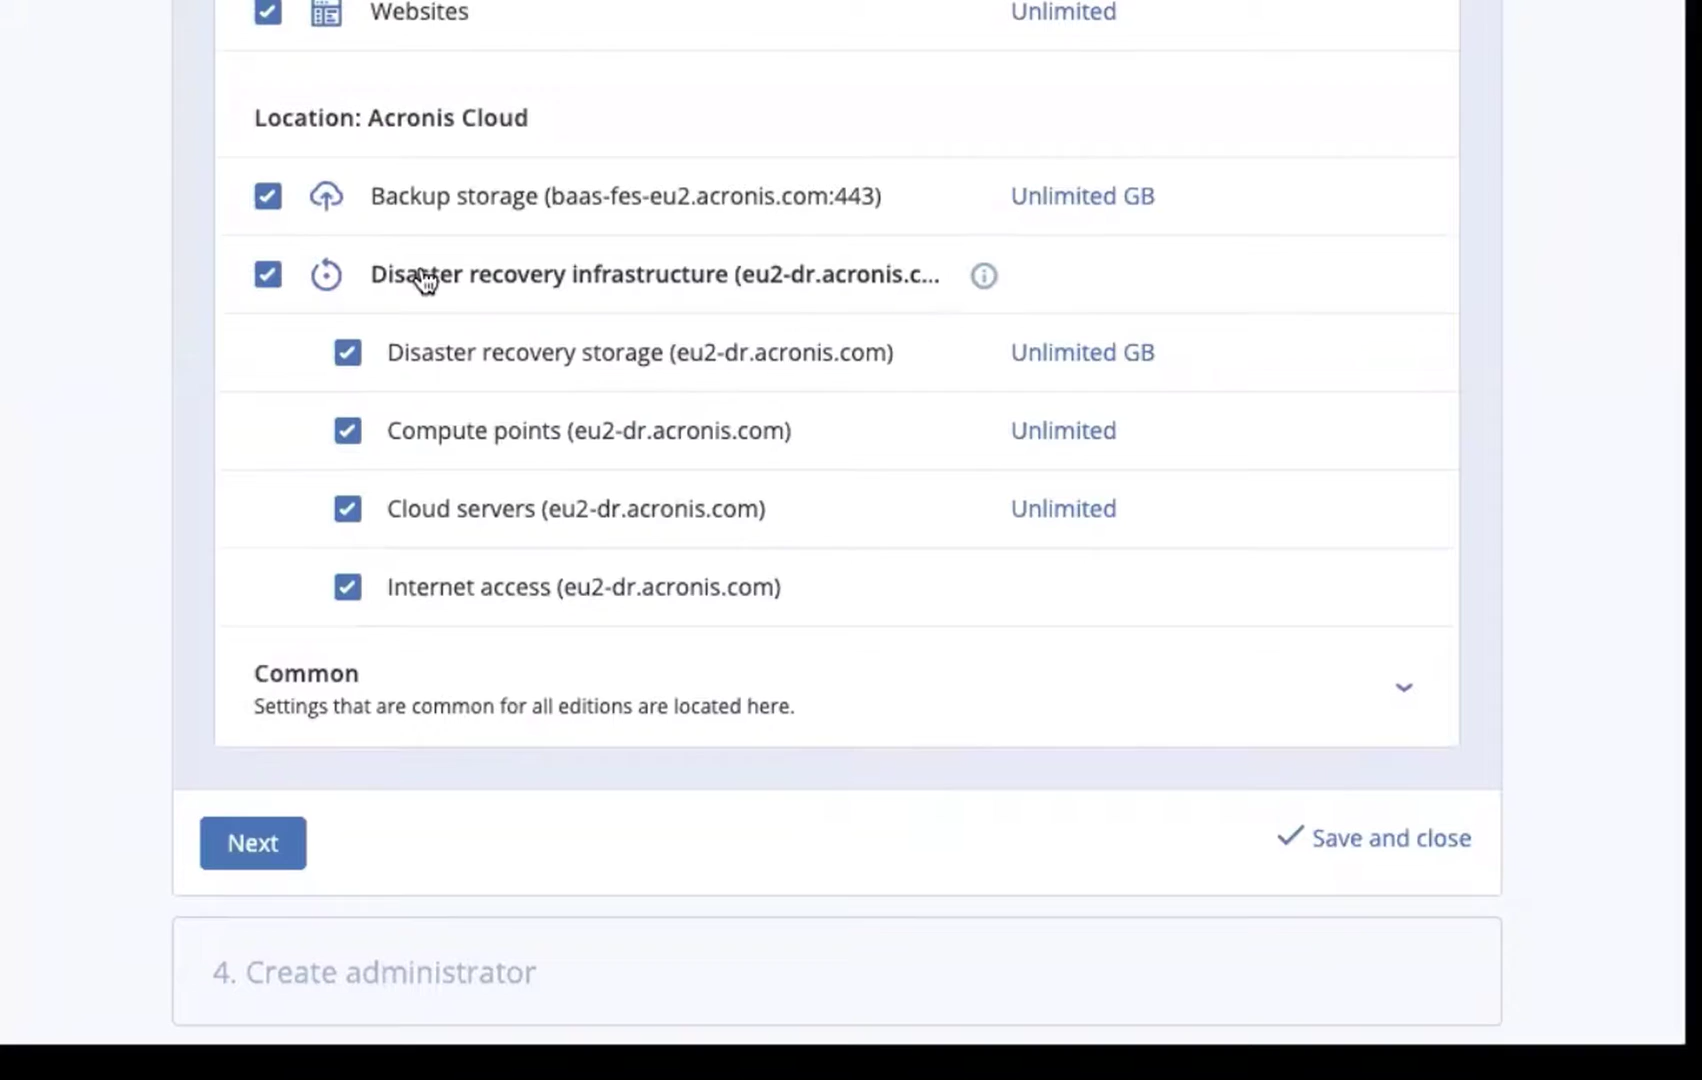 Websites Unlimited
Location: Acronis Cloud
Backup storage (baas-fes-eu2.acronis.com:443) Unlimited GB
Disaster recovery infrastructure (eu2-dr.acronis.c...
Disaster recovery storage (eu2-dr.acronis.com) Unlimited GB
Compute points (eu2-dr.acronis.com) Unlimited
Cloud servers (eu2-dr.acronis.com) Unlimited
Internet access (eu2-dr.acronis.com)
Common
Settings that are common for all editions are located here.
Next Save and close
4. Create administrator